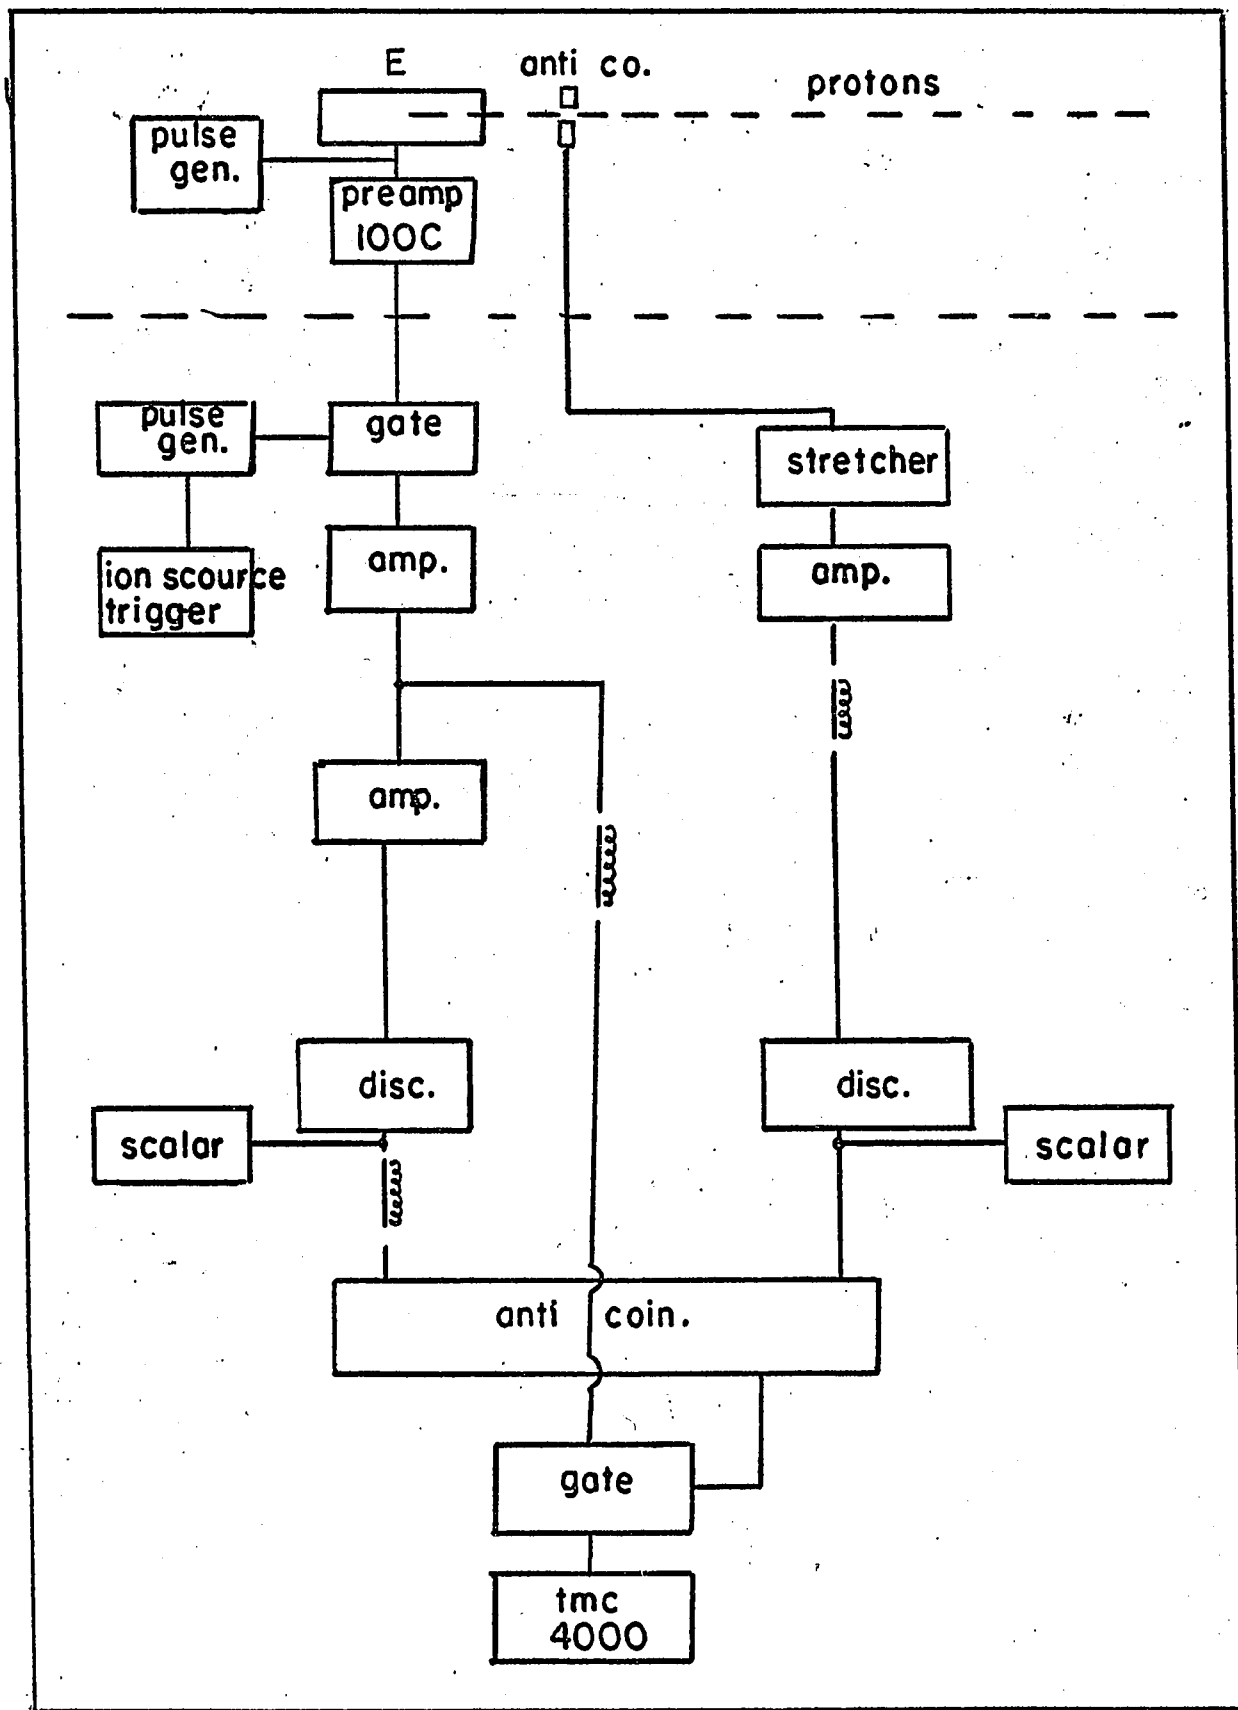 E
anti co.
protons
pulse
gen.
preamp
100C
pulse
gen.
gate
stretcher
ion scource
trigger
amp.
amp.
amp.
disc.
disc.
scalar
scalar
anti coin.
gate
tmc
4000